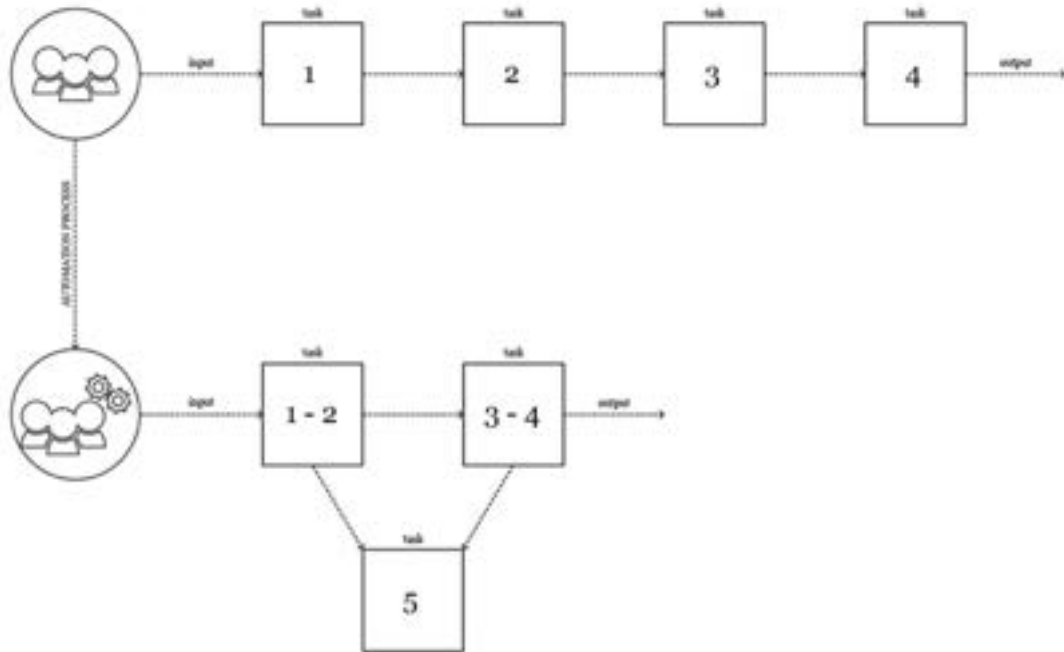 task task task task
input 1 2 3 4 output
AUTOMATION PROCESS
task task
input 1 - 2 3 - 4 output
task
5